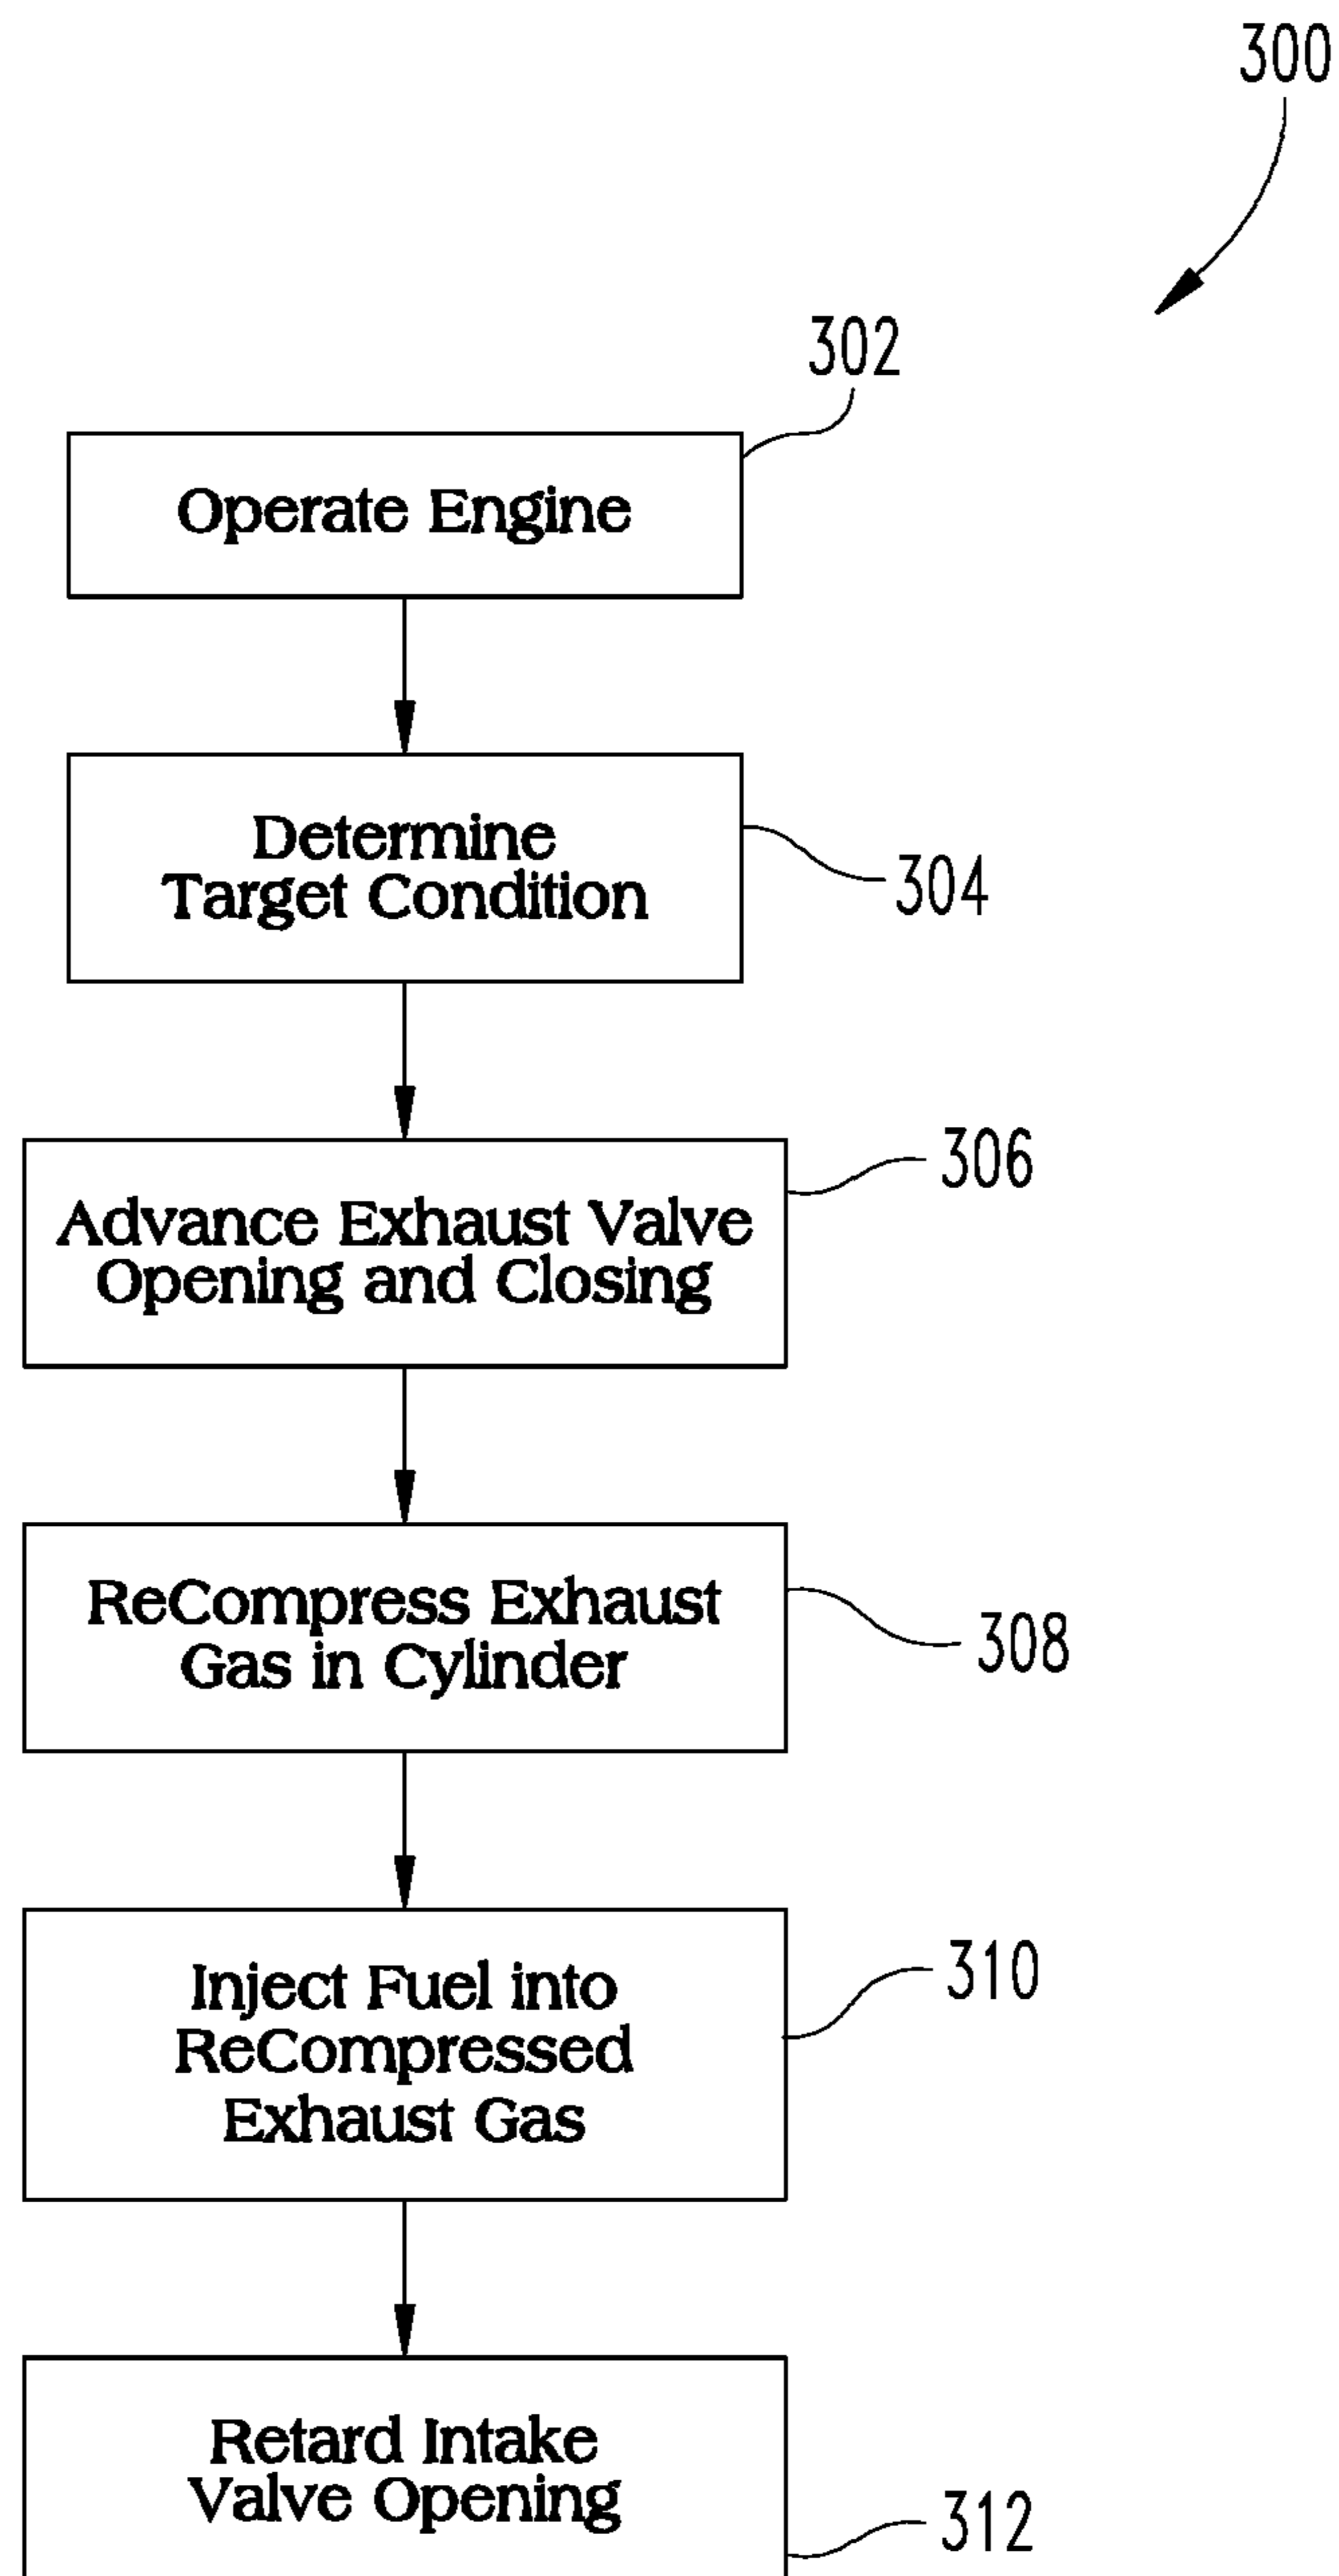 300
302
Operate Engine
Determine
Target Condition
304
306
Advance Exhaust Valve
Opening and Closing
ReCompress Exhaust
Gas in Cylinder
308
310
Inject Fuel into
ReCompressed
Exhaust Gas
Retard Intake
Valve Opening
312